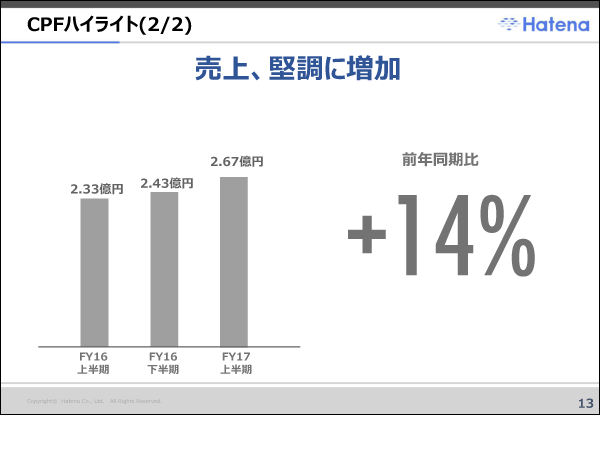 CPFハイライト(2/2)
Hatena
売上、堅調に増加
2.33億円
2.43億円
2.67億円
FY16
上半期
FY16
下半期
FY17
上半期
前年同期比
+14%
Copyright© Hatena Co., Ltd. All Rights Reserved.
13